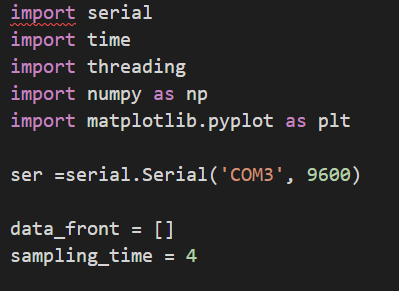 import serial
import time
import threading
import numpy as np
import matplotlib.pyplot as plt
ser =serial.Serial('COM3', 9600)
data_front = []
sampling_time = 4